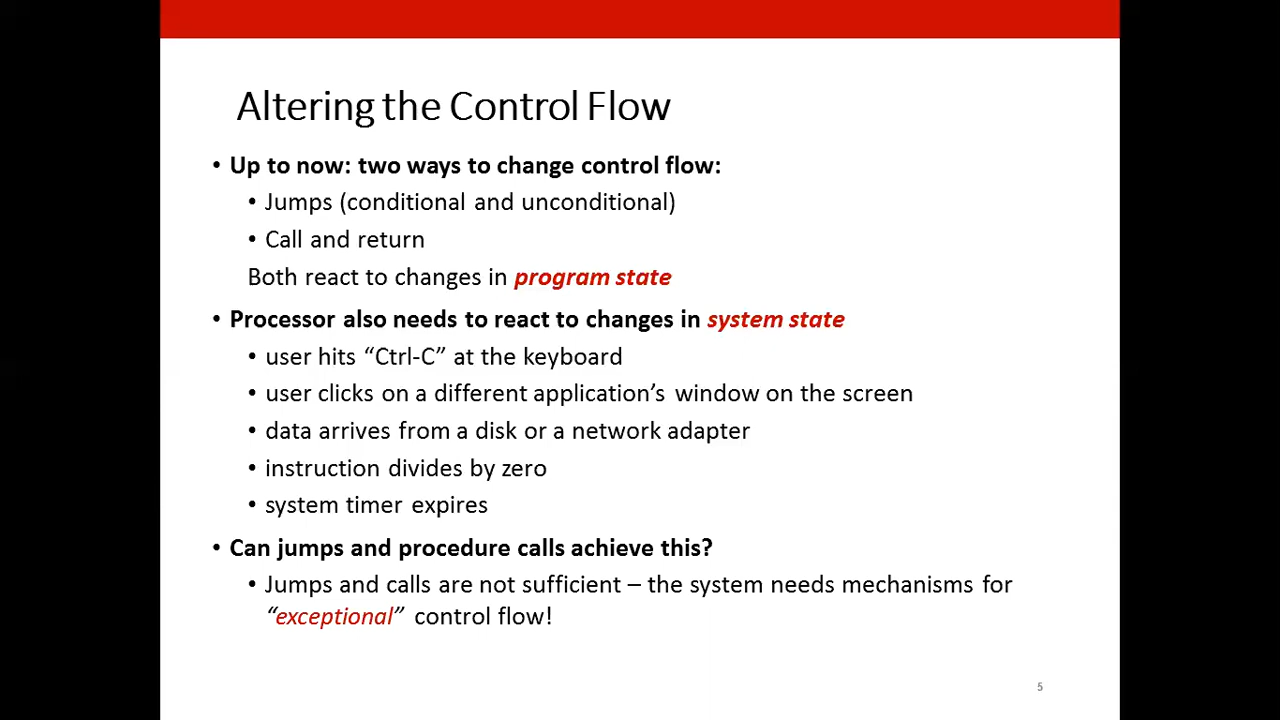 Altering the Control Flow
• Up to now: two ways to change control flow:
• Jumps (conditional and unconditional)
• Call and return
Both react to changes in program state
• Processor also needs to react to changes in system state
• user hits “Ctrl-C” at the keyboard
• user clicks on a different application’s window on the screen
• data arrives from a disk or a network adapter
• instruction divides by zero
• system timer expires
• Can jumps and procedure calls achieve this?
• Jumps and calls are not sufficient – the system needs mechanisms for
“exceptional” control flow!
5